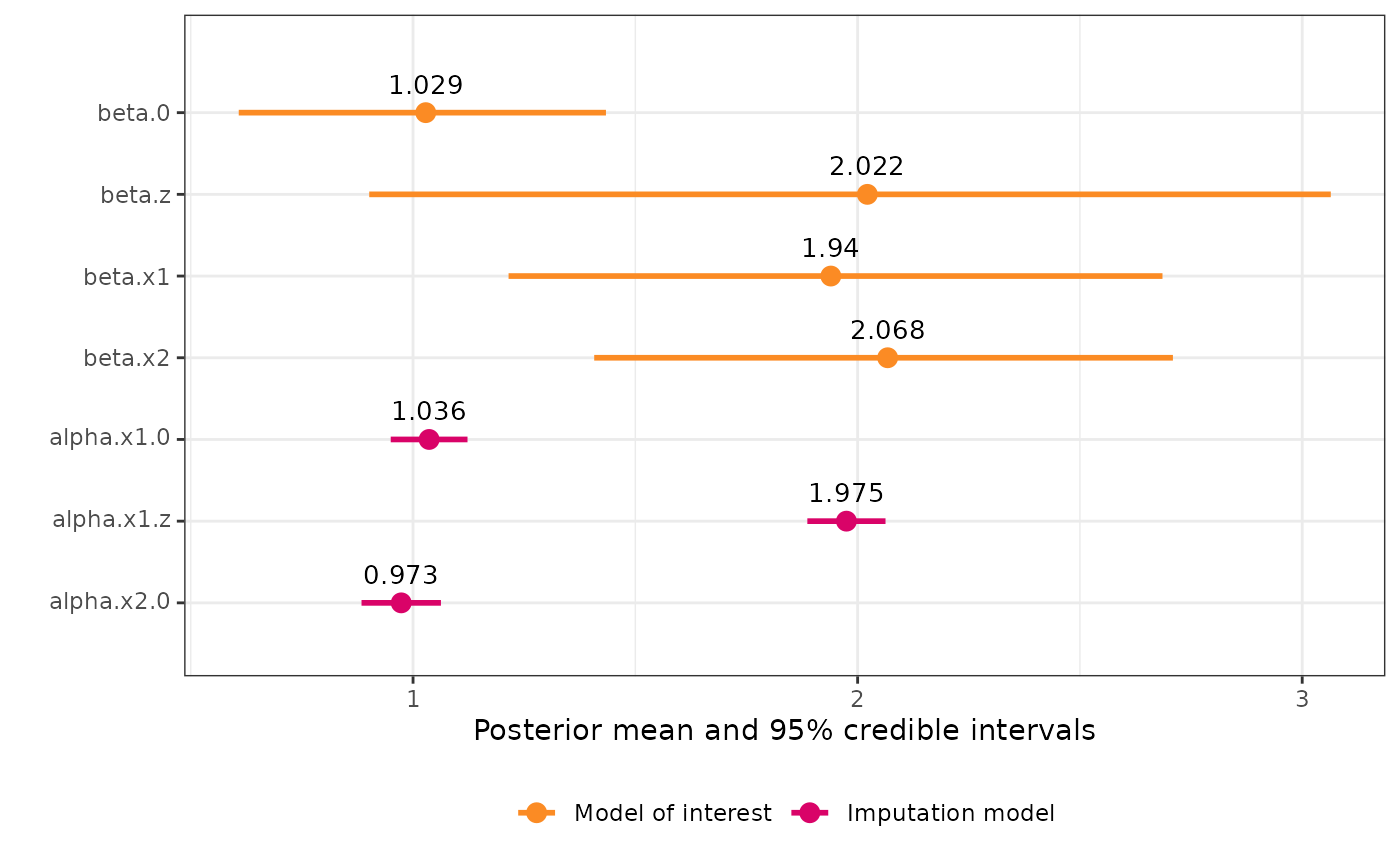 1.029
beta.0
2.022
beta.z
1.94
beta.x1
2.068
beta.x2
1.036
alpha.x1.0
1.975
alpha.x1.z
0.973
alpha.x2.0
1 2 3
Posterior mean and 95% credible intervals
Model of interest Imputation model